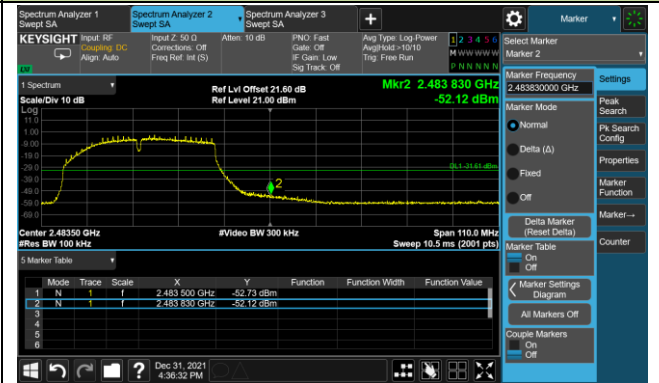 Spectrum Analyzer 1
Swept SA
Spectrum Analyzer 2
Swept SA
Spectrum Analyzer 3
Swept SA
+
Marker
KEYSIGHT
Input: RF
Coupling: DC
Align: Auto
Input Z: 50 Ω
Corrections: Off
Freq Ref: Int (S)
Atten: 10 dB
PNO: Fast
Gate: Off
IF Gain: Low
Sig Track: Off
Avg Type: Log-Power
Avg|Hold:>10/10
Trig: Free Run
1 2 3 4 5 6
M W W W W W
P N N N N N
Select Marker
Marker 2
1 Spectrum
Scale/Div 10 dB
Ref Lvl Offset 21.60 dB
Ref Level 21.00 dBm
Mkr2 2.483 830 GHz
-52.12 dBm
Log
11.0
1.00
-9.00
-19.0
-29.0
-39.0
-49.0
-59.0
-69.0
DL1 -31.61 dBm
2
Center 2.48350 GHz
#Res BW 100 kHz
#Video BW 300 kHz
Span 110.0 MHz
Sweep 10.5 ms (2001 pts)
5 Marker Table
Mode Trace Scale X Y Function Function Width Function Value
1 N 1 f 2.483 500 GHz -52.73 dBm
2 N 1 f 2.483 830 GHz -52.12 dBm
3
4
5
6
Marker Frequency
2.483830000 GHz
Marker Mode
Normal
Delta (Δ)
Fixed
Off
Delta Marker
(Reset Delta)
Marker Table
On
Off
Marker Settings
Diagram
All Markers Off
Couple Markers
On
Off
Settings
Peak
Search
Pk Search
Config
Properties
Marker
Function
Marker→
Counter
?
Dec 31, 2021
4:36:32 PM